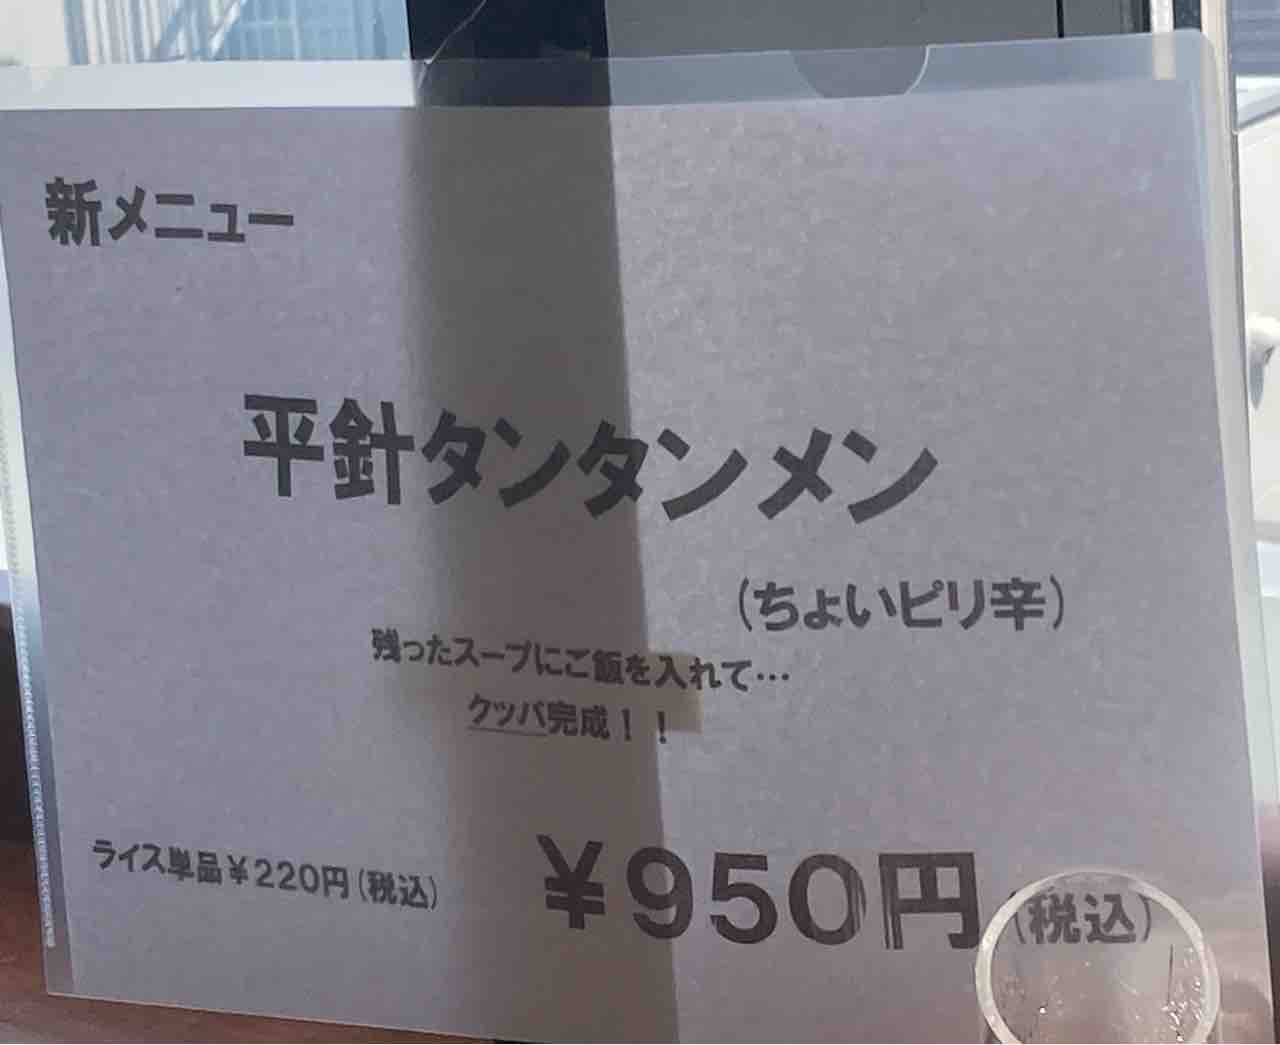 新メニュー
平針タンタンメン
(ちょいピリ辛)
残ったスープにご飯を入れて…
クッパ完成！！
ライス単品¥220円(税込)
¥950円(税込)